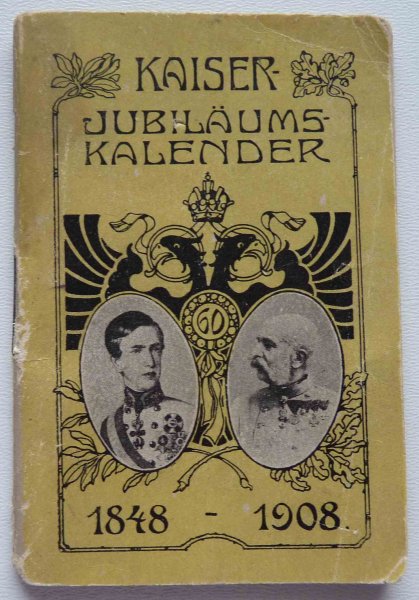 KAISER-
JUBILÄUMS-
KALENDER
60
1848 - 1908.